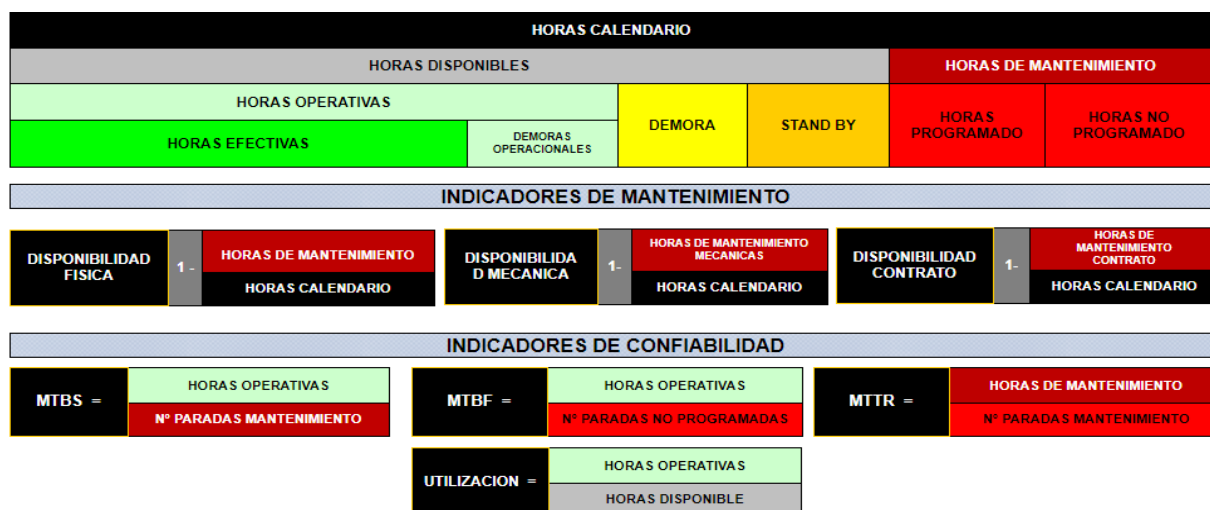 HORAS CALENDARIO
HORAS DISPONIBLES
HORAS DE MANTENIMIENTO
HORAS OPERATIVAS
DEMORA
STAND BY
HORAS
PROGRAMADO
HORAS NO
PROGRAMADO
HORAS EFECTIVAS
DEMORAS
OPERACIONALES
INDICADORES DE MANTENIMIENTO
DISPONIBILIDAD
FISICA
1 -
HORAS DE MANTENIMIENTO
HORAS CALENDARIO
DISPONIBILIDA
D MECANICA
1-
HORAS DE MANTENIMIENTO
MECANICAS
HORAS CALENDARIO
DISPONIBILIDAD
CONTRATO
1-
HORAS DE
MANTENIMIENTO
CONTRATO
HORAS CALENDARIO
INDICADORES DE CONFIABILIDAD
MTBS =
HORAS OPERATIVAS
Nº PARADAS MANTENIMIENTO
MTBF =
HORAS OPERATIVAS
Nº PARADAS NO PROGRAMADAS
MTTR =
HORAS DE MANTENIMIENTO
Nº PARADAS MANTENIMIENTO
UTILIZACION =
HORAS OPERATIVAS
HORAS DISPONIBLE